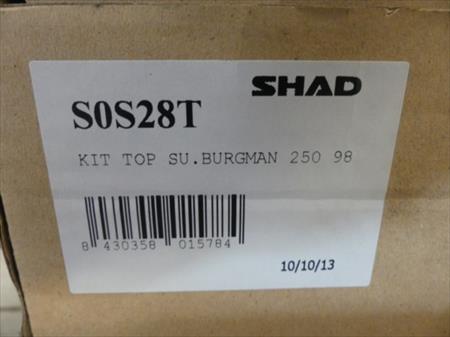 SHAD
S0S28T
KIT TOP SU.BURGMAN 250 98
8 430358 015784
10/10/13